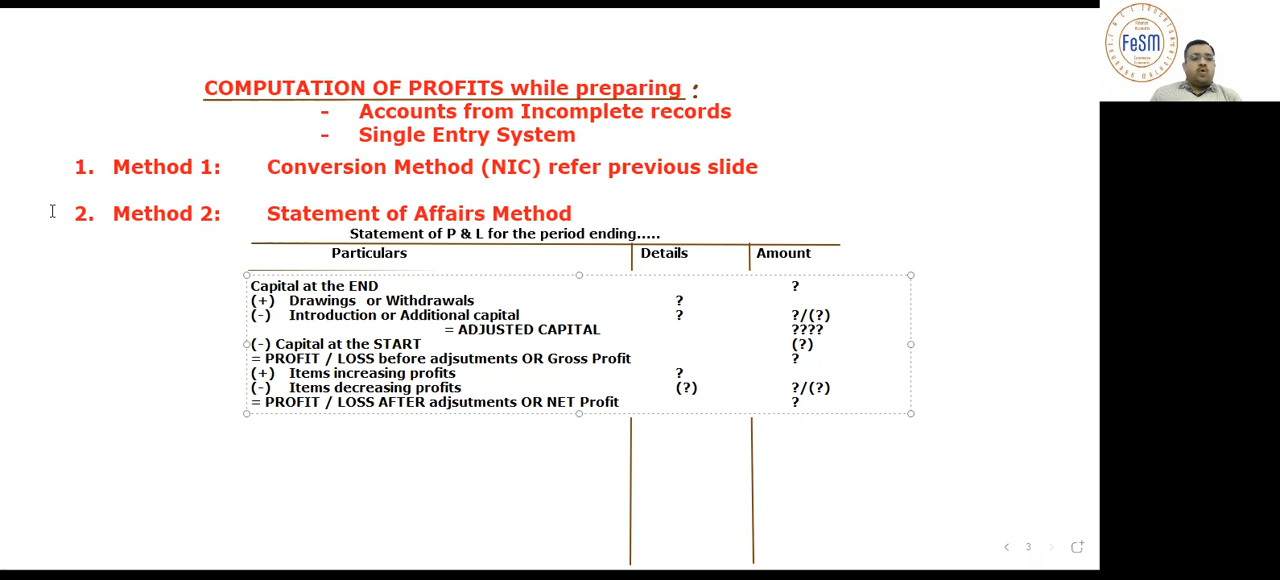 FeSM
COMPUTATION OF PROFITS while preparing :
- Accounts from Incomplete records
- Single Entry System
1. Method 1: Conversion Method (NIC) refer previous slide
2. Method 2: Statement of Affairs Method
Statement of P & L for the period ending.....
Particulars Details Amount
Capital at the END ?
(+) Drawings or Withdrawals ?
(-) Introduction or Additional capital ? ?/(?)
= ADJUSTED CAPITAL ????
(-) Capital at the START (?)
= PROFIT / LOSS before adjsutments OR Gross Profit ?
(+) Items increasing profits ?
(-) Items decreasing profits (?) ?/(?)
= PROFIT / LOSS AFTER adjsutments OR NET Profit ?
3